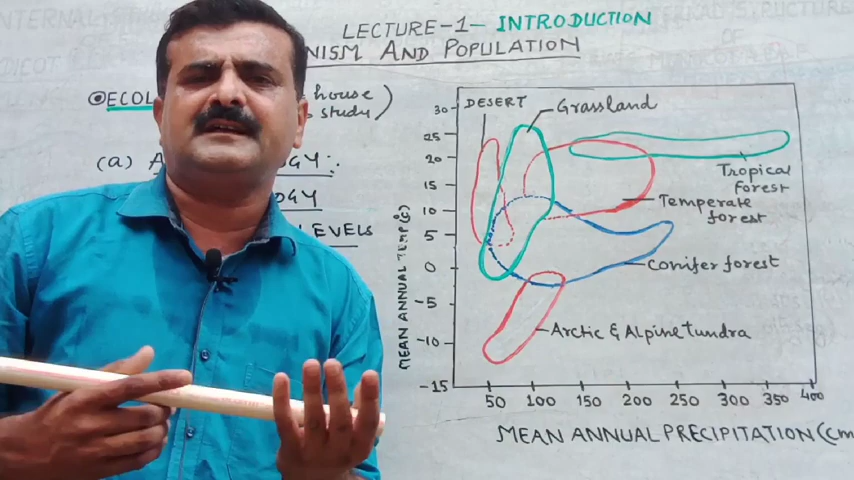 LECTURE-1- INTRODUCTION
NISM AND POPULATION
ECOL house
study)
(a) A GY:.
OGY
LEVELS
DESERT
Grassland
Tropical
forest
Temperate
forest
Conifer forest
Arctic & Alpine tundra
MEAN ANNUAL TEMP(°C)
30
25
20
15
10
5
0
-5
-10
-15
50 100 150 200 250 300 350 400
MEAN ANNUAL PRECIPITATION (cm